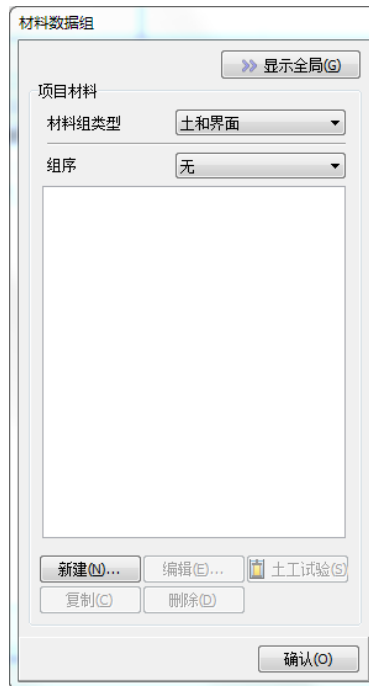 材料数据组
显示全局(G)
项目材料
材料组类型 土和界面
组序 无
新建(N)... 编辑(E)... 土工试验(S)
复制(C) 删除(D)
确认(O)